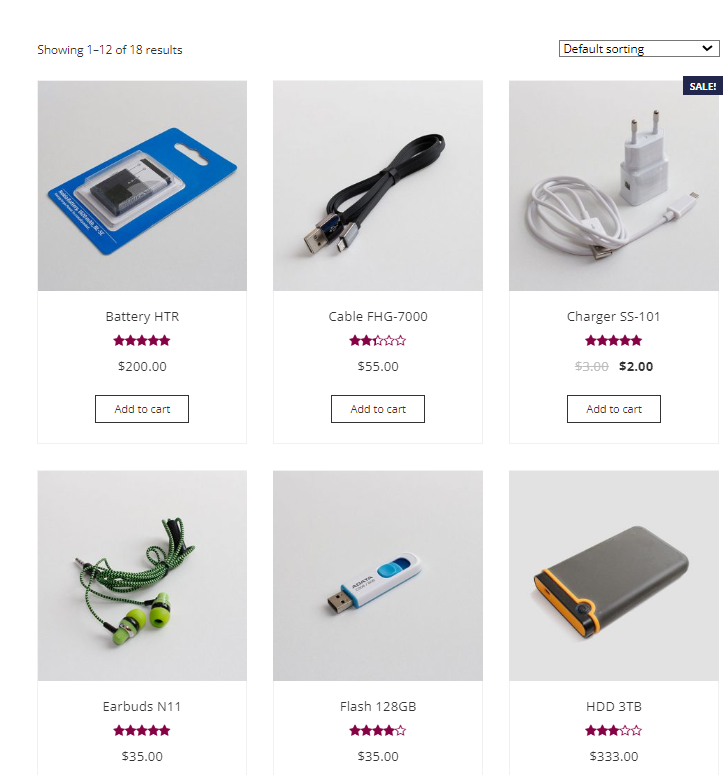 Showing 1–12 of 18 results
Default sorting
SALE!
Battery HTR
$200.00
Add to cart
Cable FHG-7000
$55.00
Add to cart
Charger SS-101
$3.00 $2.00
Add to cart
ADATA
Earbuds N11
$35.00
Flash 128GB
$35.00
HDD 3TB
$333.00